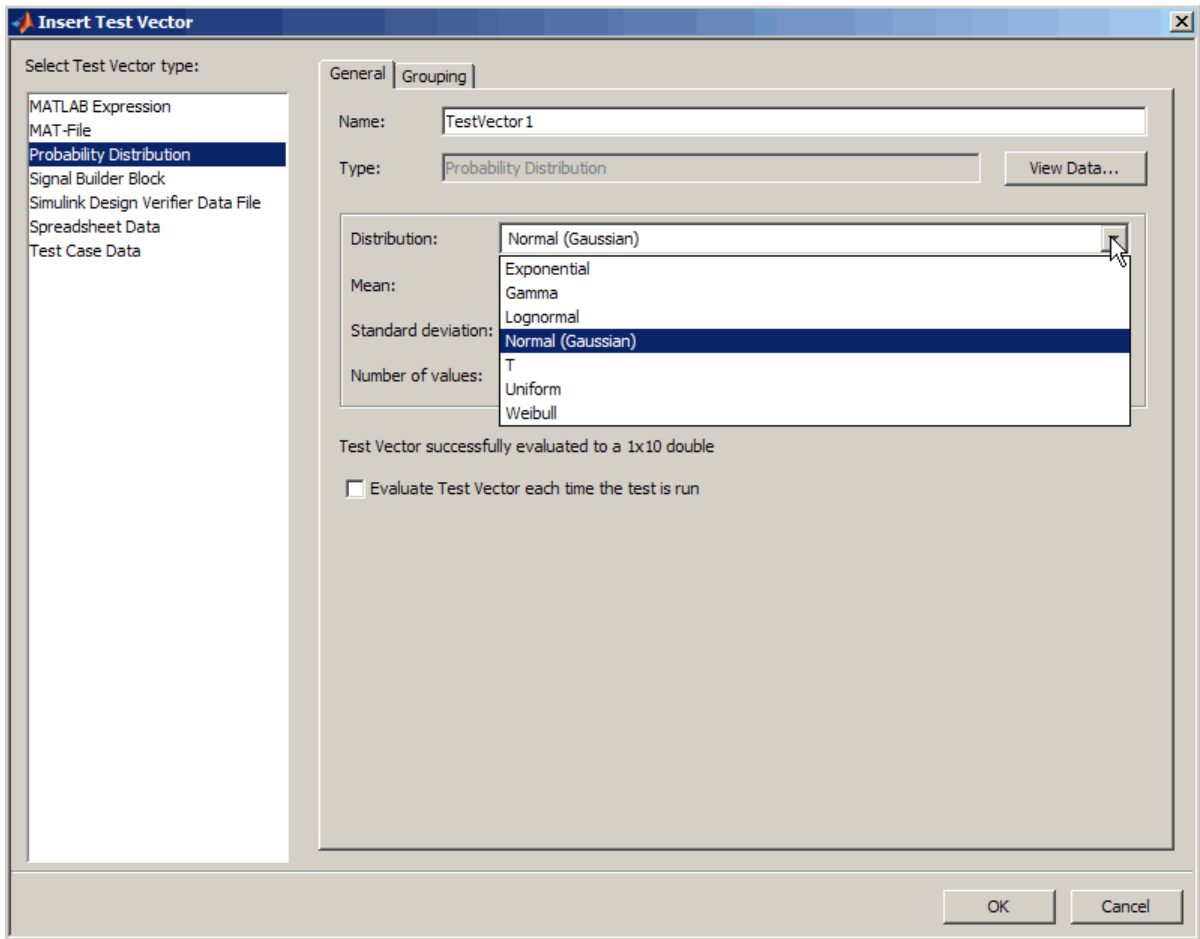 Insert Test Vector
Select Test Vector type:
MATLAB Expression
MAT-File
Probability Distribution
Signal Builder Block
Simulink Design Verifier Data File
Spreadsheet Data
Test Case Data
General Grouping
Name: TestVector1
Type: Probability Distribution View Data...
Distribution: Normal (Gaussian)
Exponential
Mean:
Gamma
Lognormal
Standard deviation:
Normal (Gaussian)
T
Number of values:
Uniform
Weibull
Test Vector successfully evaluated to a 1x10 double
Evaluate Test Vector each time the test is run
OK Cancel